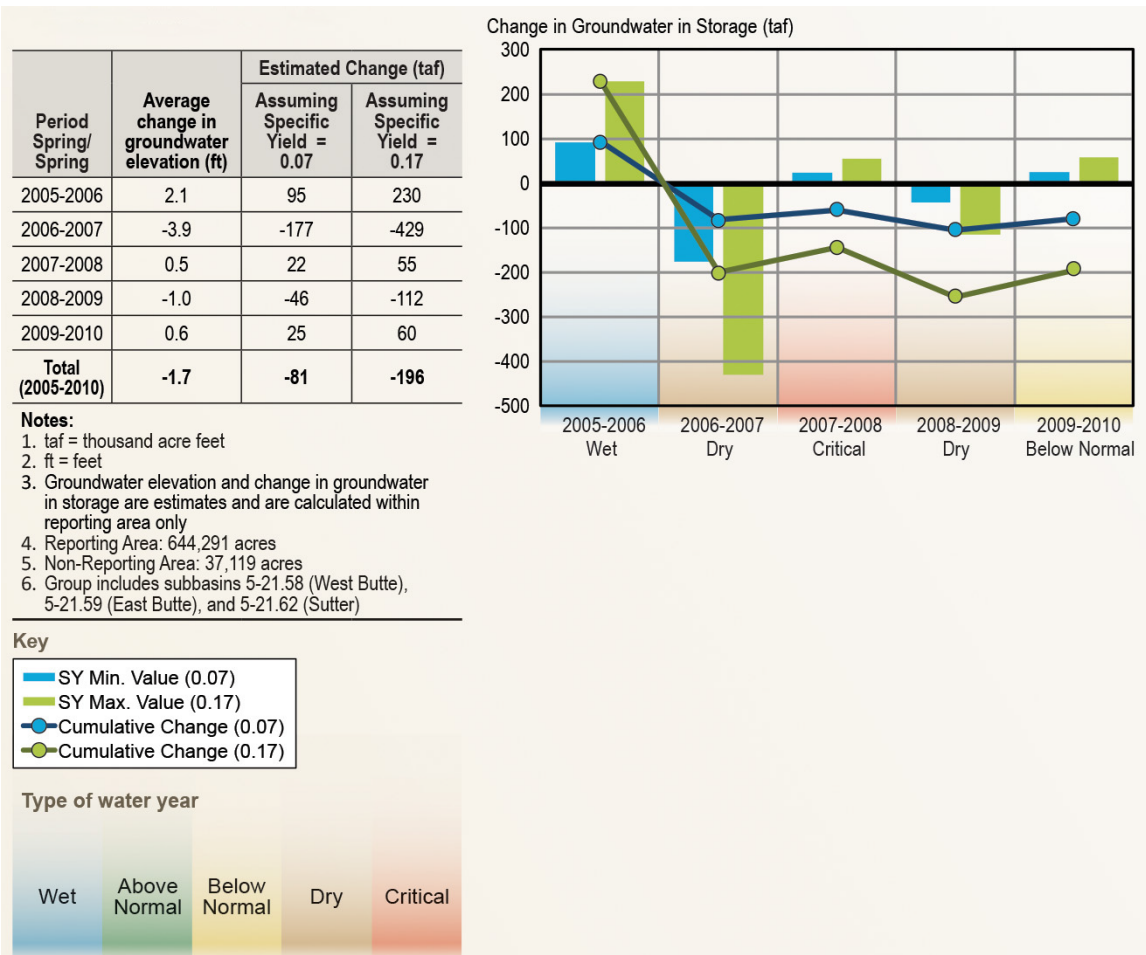 Period
Spring/
Spring
Average
change in
groundwater
elevation (ft)
Estimated Change (taf)
Assuming
Specific
Yield =
0.07
Assuming
Specific
Yield =
0.17
2005-2006 2.1 95 230
2006-2007 -3.9 -177 -429
2007-2008 0.5 22 55
2008-2009 -1.0 -46 -112
2009-2010 0.6 25 60
Total
(2005-2010) -1.7 -81 -196
Notes:
1. taf = thousand acre feet
2. ft = feet
3. Groundwater elevation and change in groundwater
in storage are estimates and are calculated within
reporting area only
4. Reporting Area: 644,291 acres
5. Non-Reporting Area: 37,119 acres
6. Group includes subbasins 5-21.58 (West Butte),
5-21.59 (East Butte), and 5-21.62 (Sutter)
Key
SY Min. Value (0.07)
SY Max. Value (0.17)
Cumulative Change (0.07)
Cumulative Change (0.17)
Type of water year
Wet
Above
Normal
Below
Normal
Dry
Critical
Change in Groundwater in Storage (taf)
300
200
100
0
-100
-200
-300
-400
-500
2005-2006
Wet
2006-2007
Dry
2007-2008
Critical
2008-2009
Dry
2009-2010
Below Normal